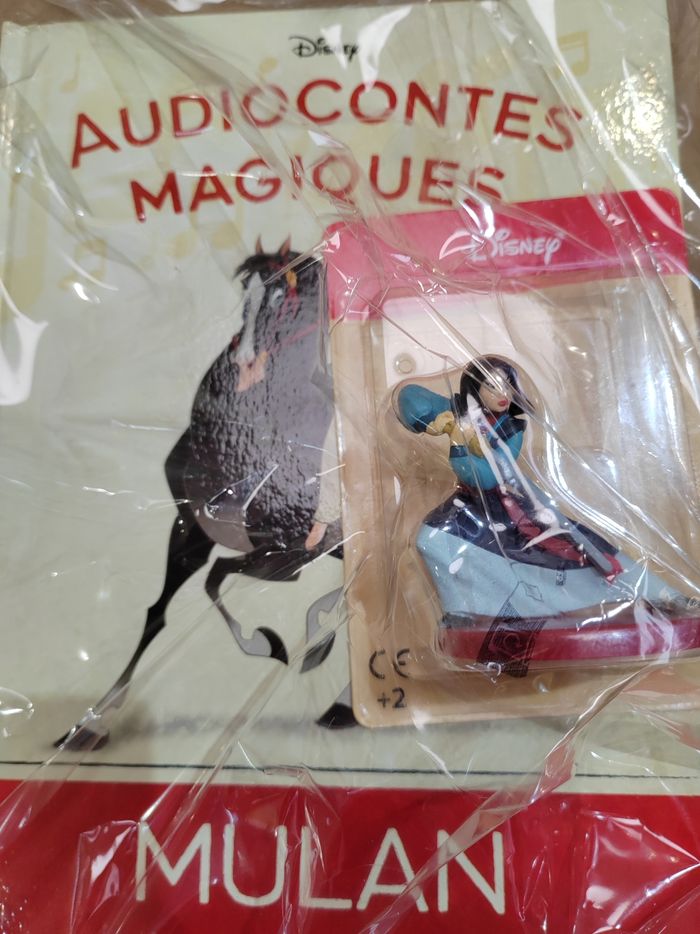 Disney
AUDIOCONTES
MAGIQUES
Disney
CE
+2
MULAN